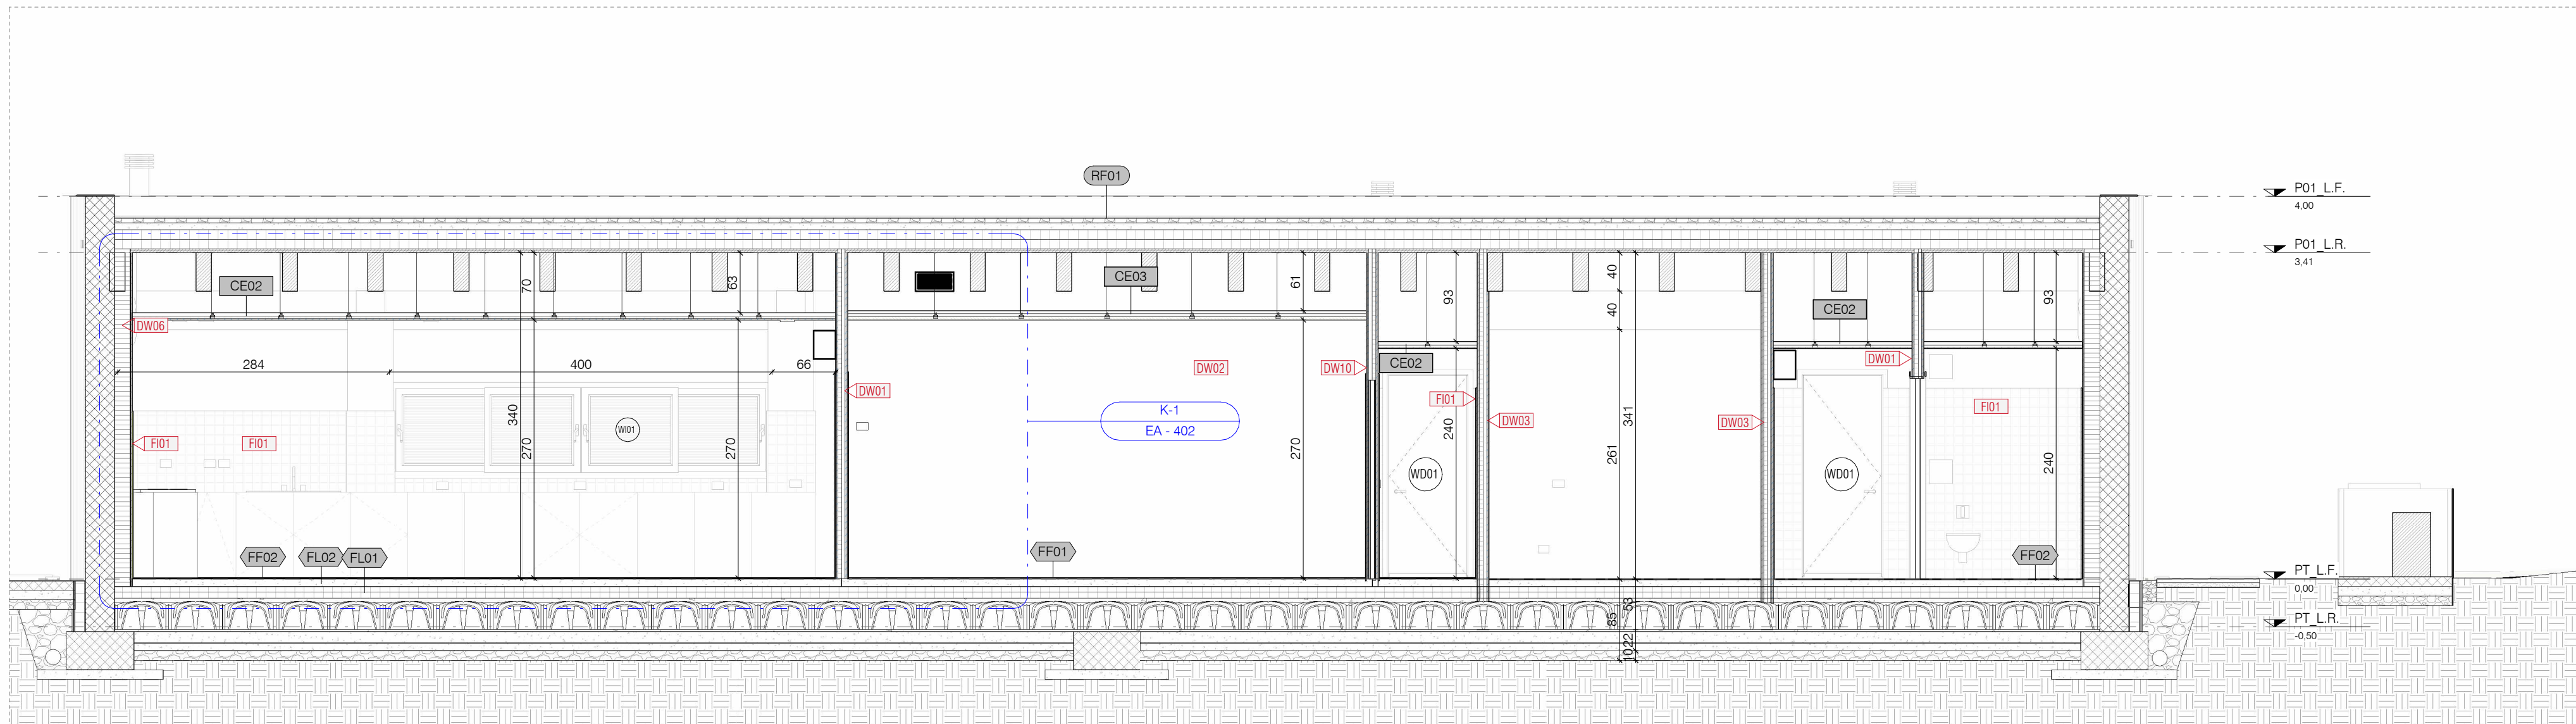 RF01
P01_L.F.
4,00
P01_L.R.
3,41
CE02
70
63
61
CE03
93
40
40
CE02
93
DW06
284
400
66
DW02
DW10
CE02
DW01
DW01
FI01
K-1
EA - 402
FI01
FI01
WI01
340
270
270
270
240
DW03
DW03
341
261
FI01
240
WD01
WD01
FF02
FL02
FL01
FF01
FF02
PT_L.F.
0,00
PT_L.R.
-0,50
85
53
22
10